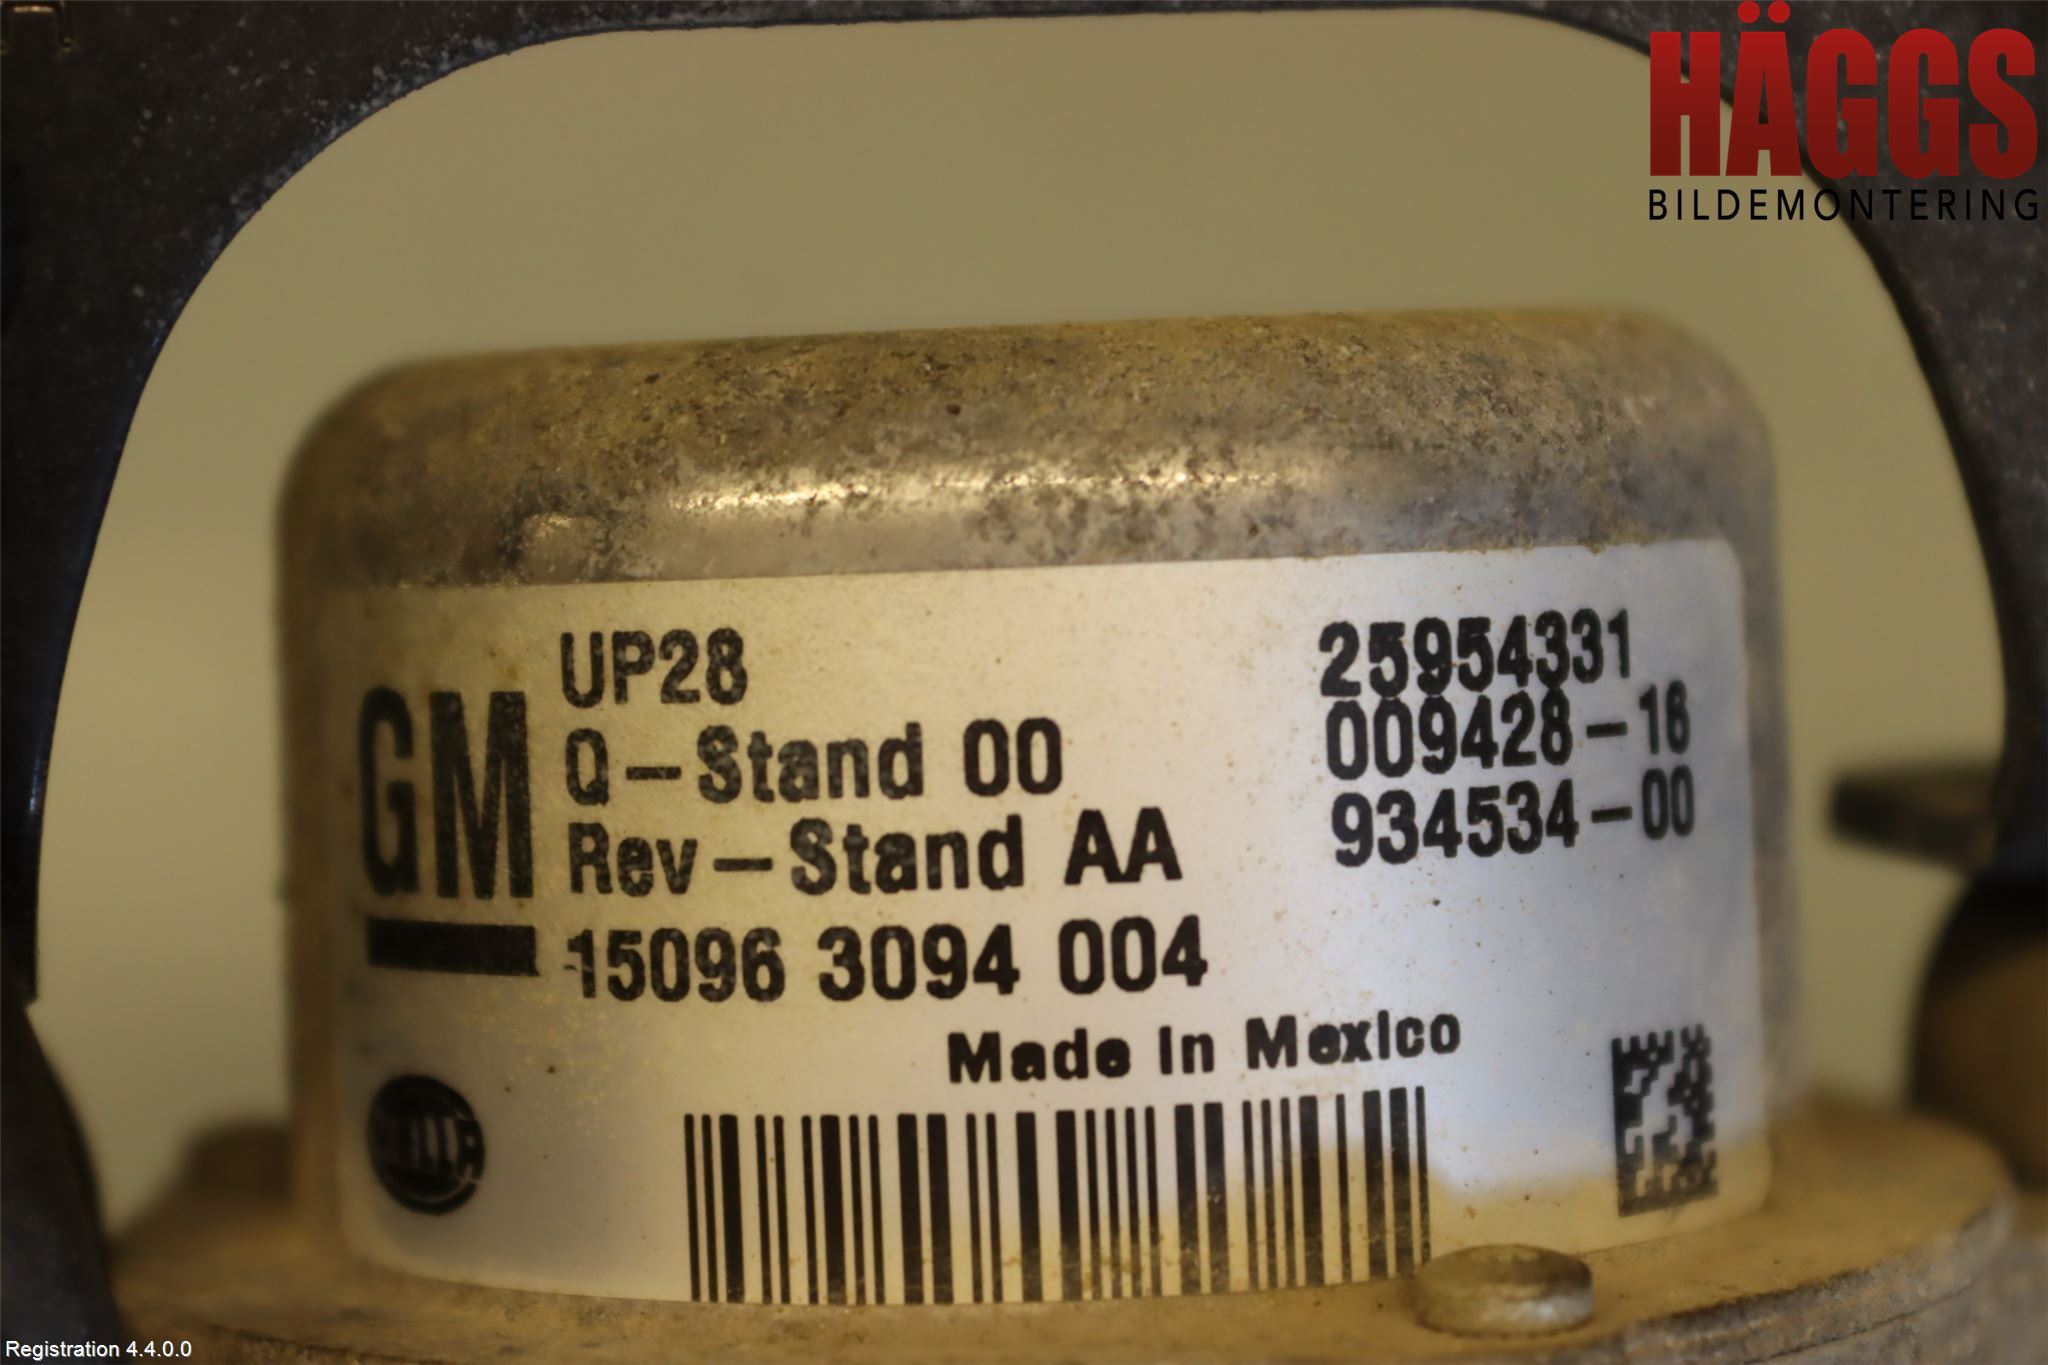 HÄGGS
BILDEMONTERING
GM
UP28
Q-Stand 00
Rev-Stand AA
15096 3094 004
25954331
009428-16
934534-00
Made in Mexico
HELLA
Registration 4.4.0.0